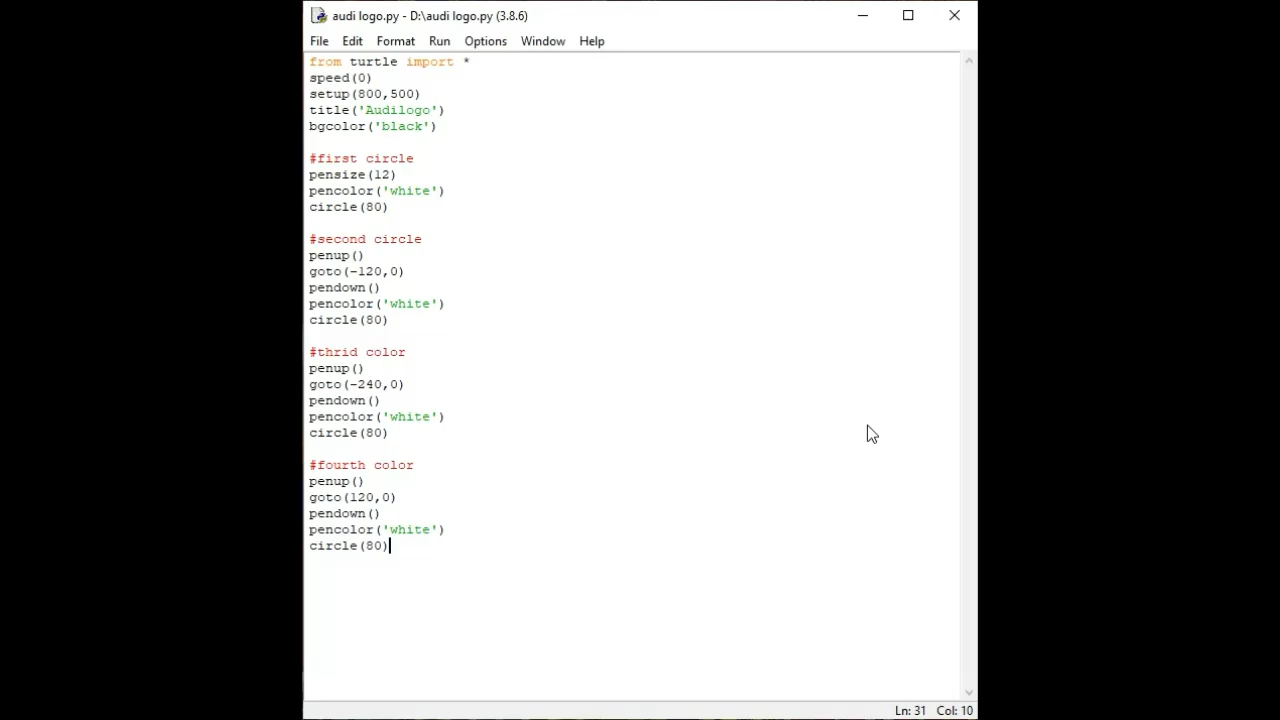 audi logo.py - D:\audi logo.py (3.8.6)
File Edit Format Run Options Window Help
from turtle import *
speed(0)
setup(800,500)
title('Audilogo')
bgcolor('black')
#first circle
pensize(12)
pencolor('white')
circle(80)
#second circle
penup()
goto(-120,0)
pendown()
pencolor('white')
circle(80)
#thrid color
penup()
goto(-240,0)
pendown()
pencolor('white')
circle(80)
#fourth color
penup()
goto(120,0)
pendown()
pencolor('white')
circle(80)
Ln: 31 Col: 10